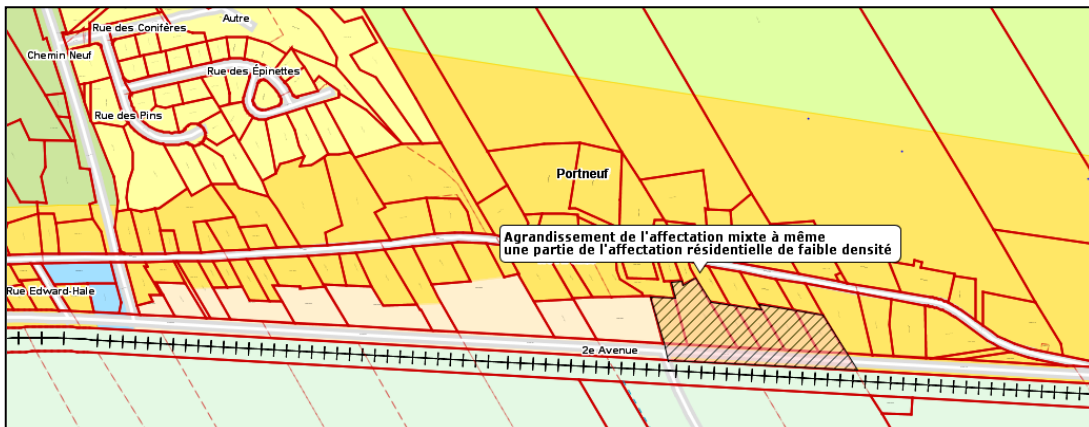 Autre
Rue des Conifères
Chemin Neuf
Rue des Épinettes
Rue des Pins
Portneuf
Agrandissement de l'affectation mixte à même
une partie de l'affectation résidentielle de faible densité
Rue Edward-Hale
2e Avenue